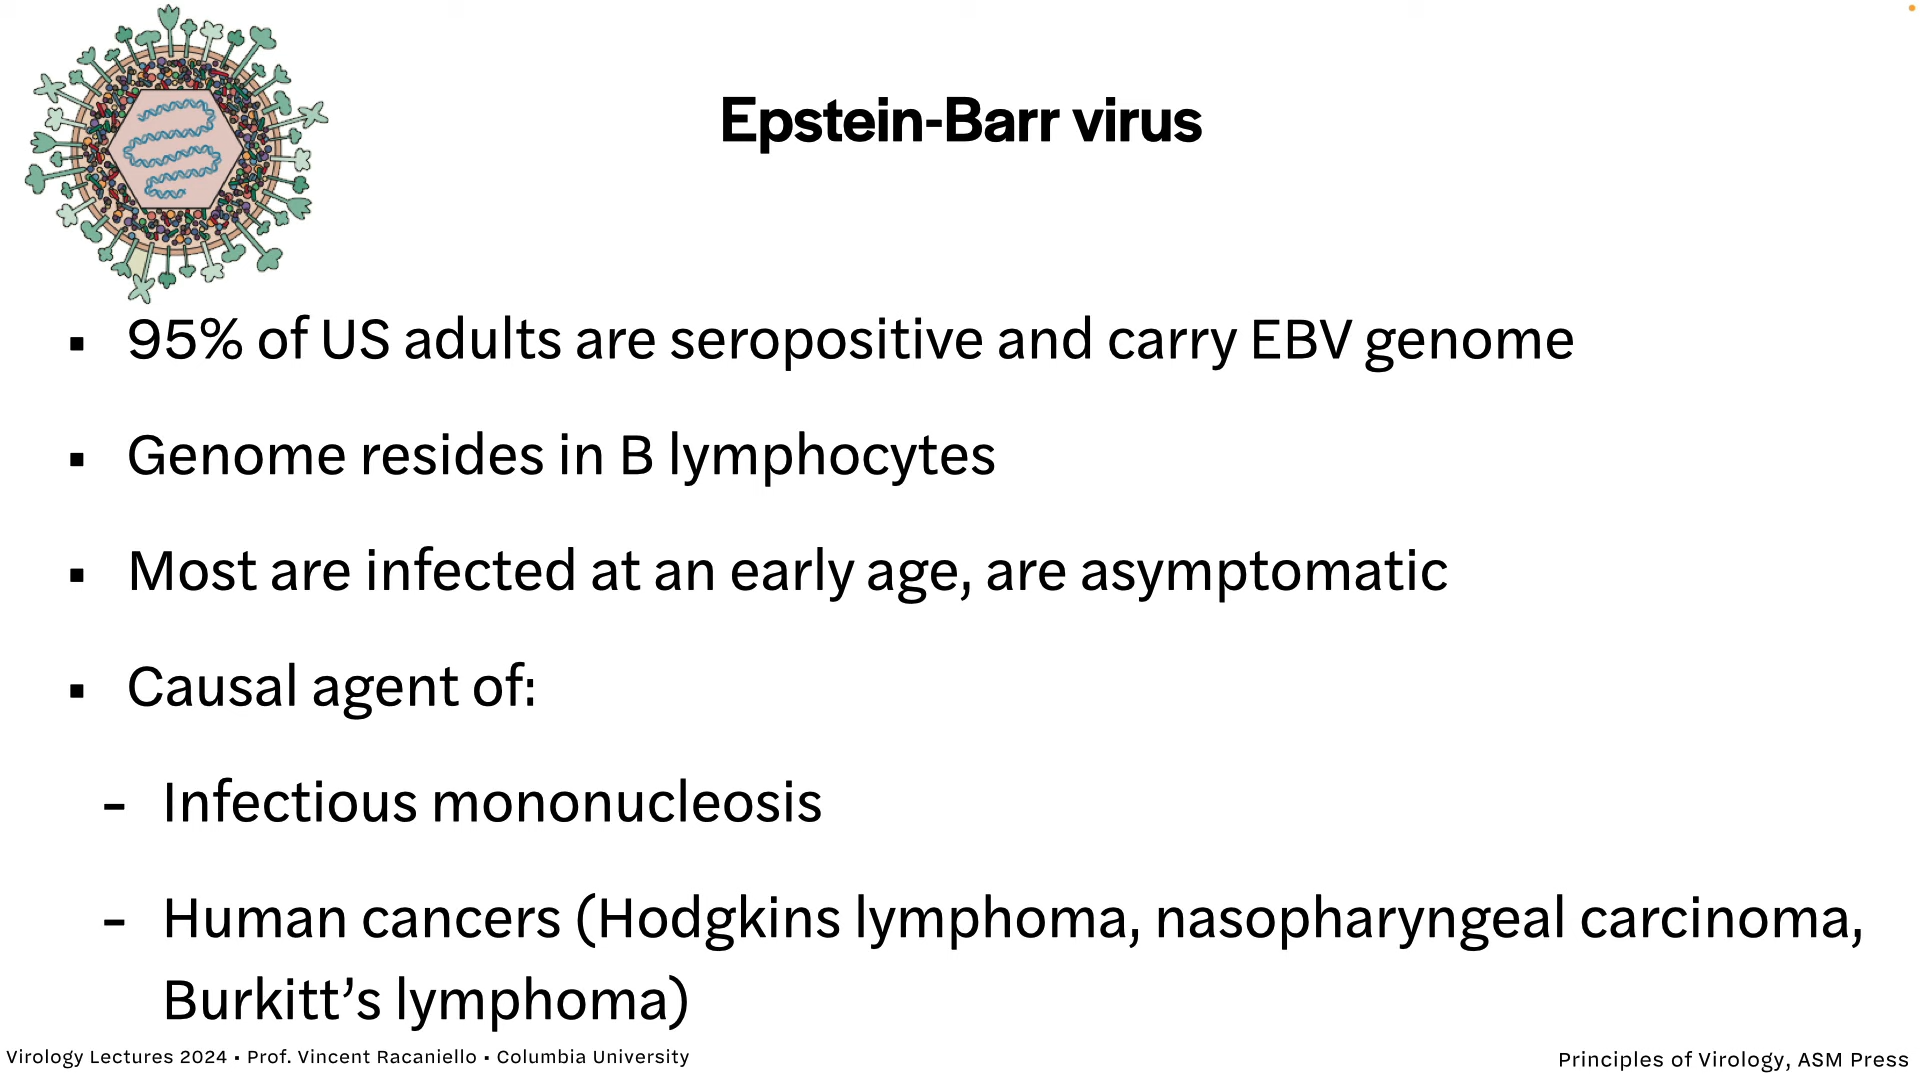 Epstein-Barr virus
▪ 95% of US adults are seropositive and carry EBV genome
▪ Genome resides in B lymphocytes
▪ Most are infected at an early age, are asymptomatic
▪ Causal agent of:
- Infectious mononucleosis
- Human cancers (Hodgkins lymphoma, nasopharyngeal carcinoma,
Burkitt’s lymphoma)
Virology Lectures 2024 • Prof. Vincent Racaniello • Columbia University
Principles of Virology, ASM Press